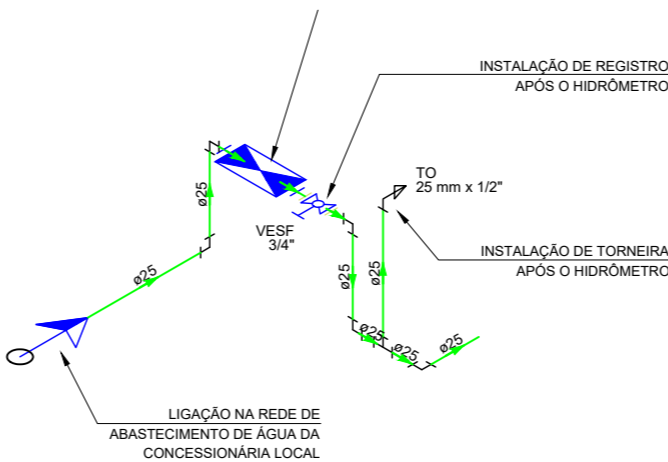 INSTALAÇÃO DE REGISTRO
APÓS O HIDRÔMETRO
TO
25 mm x 1/2"
ø25
VESF
3/4"
INSTALAÇÃO DE TORNEIRA
APÓS O HIDRÔMETRO
ø25
ø25
ø25
ø25
ø25
ø25
LIGAÇÃO NA REDE DE
ABASTECIMENTO DE ÁGUA DA
CONCESSIONÁRIA LOCAL